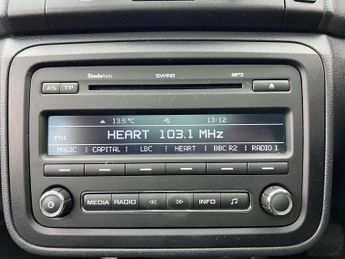 ŠkodaAuto SWING MP3
AS TP
13.5°C 13:12
FM1 HEART 103.1 MHz
MAGIC CAPITAL LBC HEART BBC R2 RADIO 1
MEDIA RADIO INFO